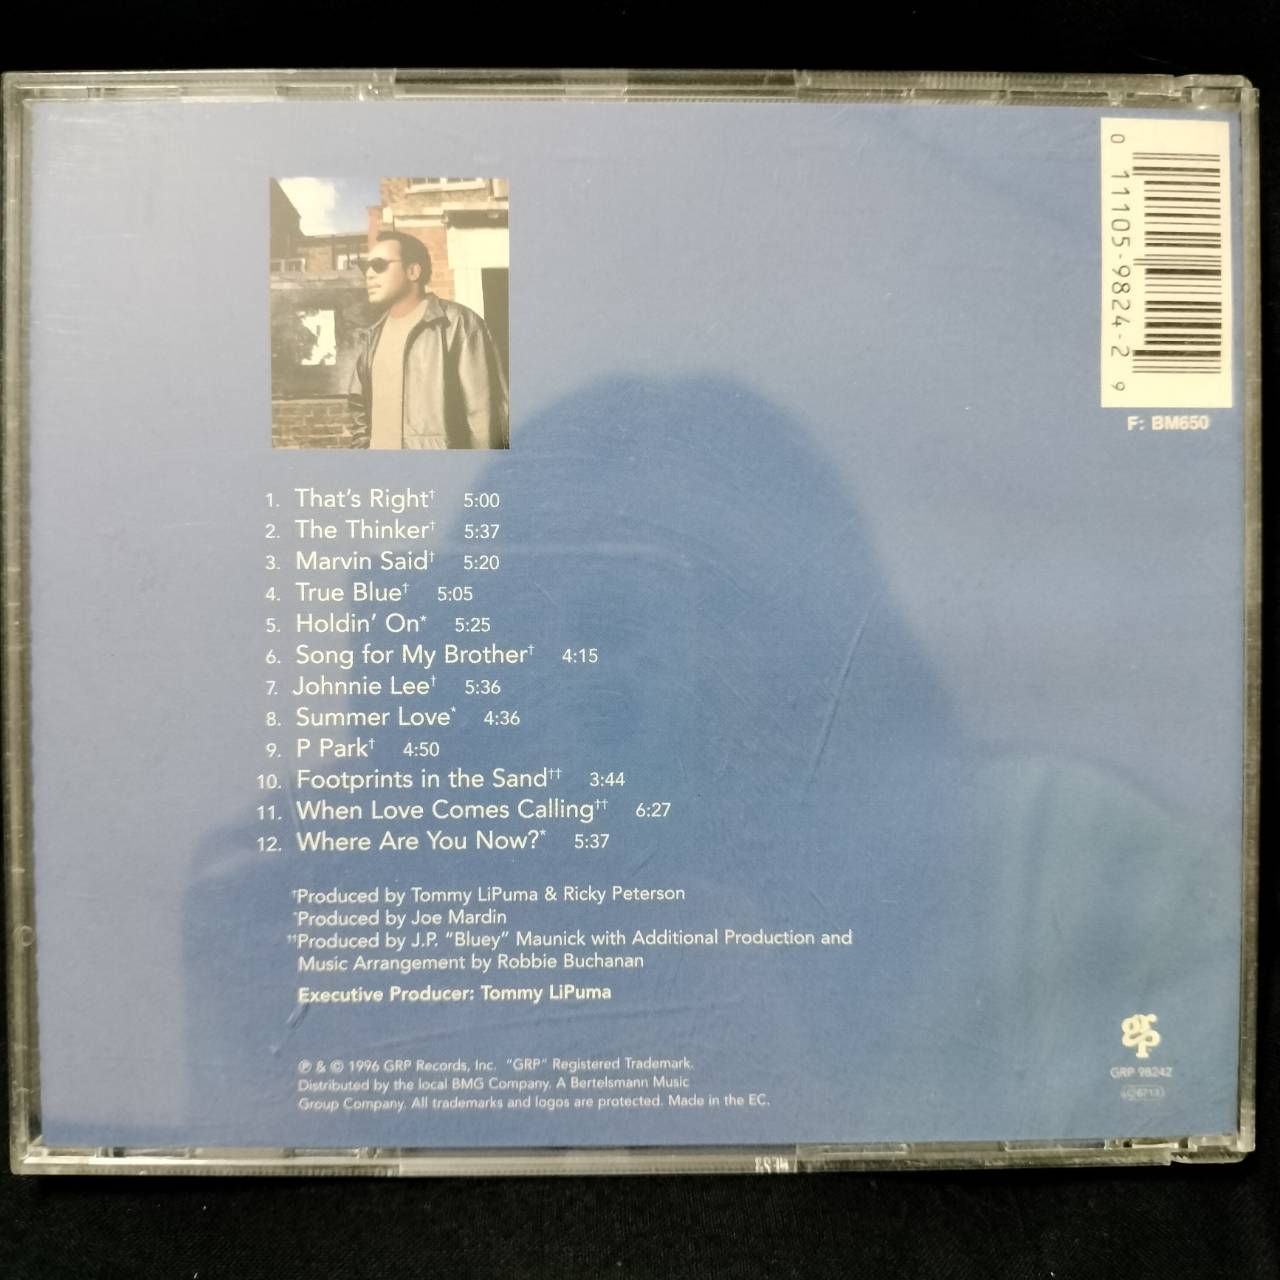 0 11105-9824-2 9
F: BM650
1. That's Right† 5:00
2. The Thinker† 5:37
3. Marvin Said† 5:20
4. True Blue† 5:05
5. Holdin' On* 5:25
6. Song for My Brother† 4:15
7. Johnnie Lee† 5:36
8. Summer Love* 4:36
9. P Park† 4:50
10. Footprints in the Sand†† 3:44
11. When Love Comes Calling†† 6:27
12. Where Are You Now?* 5:37
†Produced by Tommy LiPuma & Ricky Peterson
*Produced by Joe Mardin
††Produced by J.P. "Bluey" Maunick with Additional Production and
Music Arrangement by Robbie Buchanan
Executive Producer: Tommy LiPuma
℗ & © 1996 GRP Records, Inc. "GRP" Registered Trademark.
Distributed by the local BMG Company. A Bertelsmann Music
Group Company. All trademarks and logos are protected. Made in the EC.
grp
GRP 98242